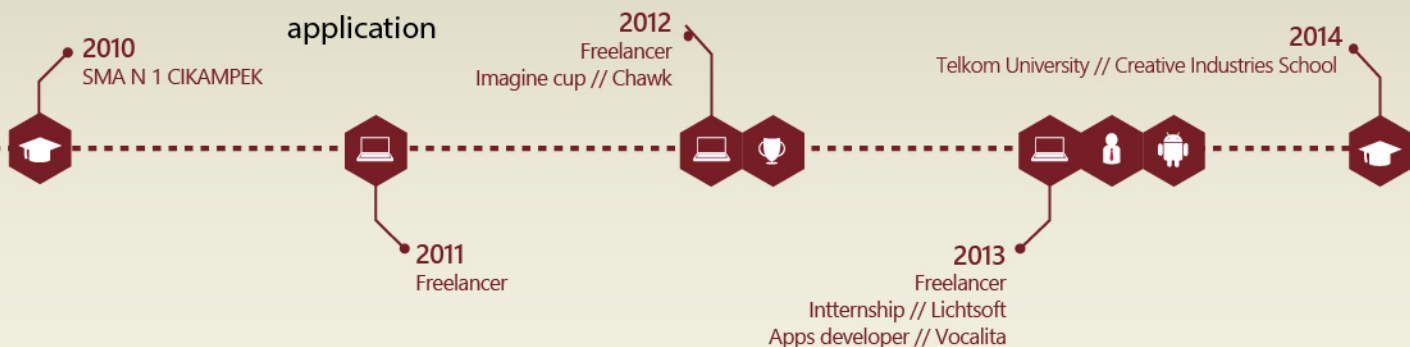 application
2010
SMA N 1 CIKAMPEK
2011
Freelancer
2012
Freelancer
Imagine cup // Chawk
2013
Freelancer
Intternship // Lichtsoft
Apps developer // Vocalita
2014
Telkom University // Creative Industries School